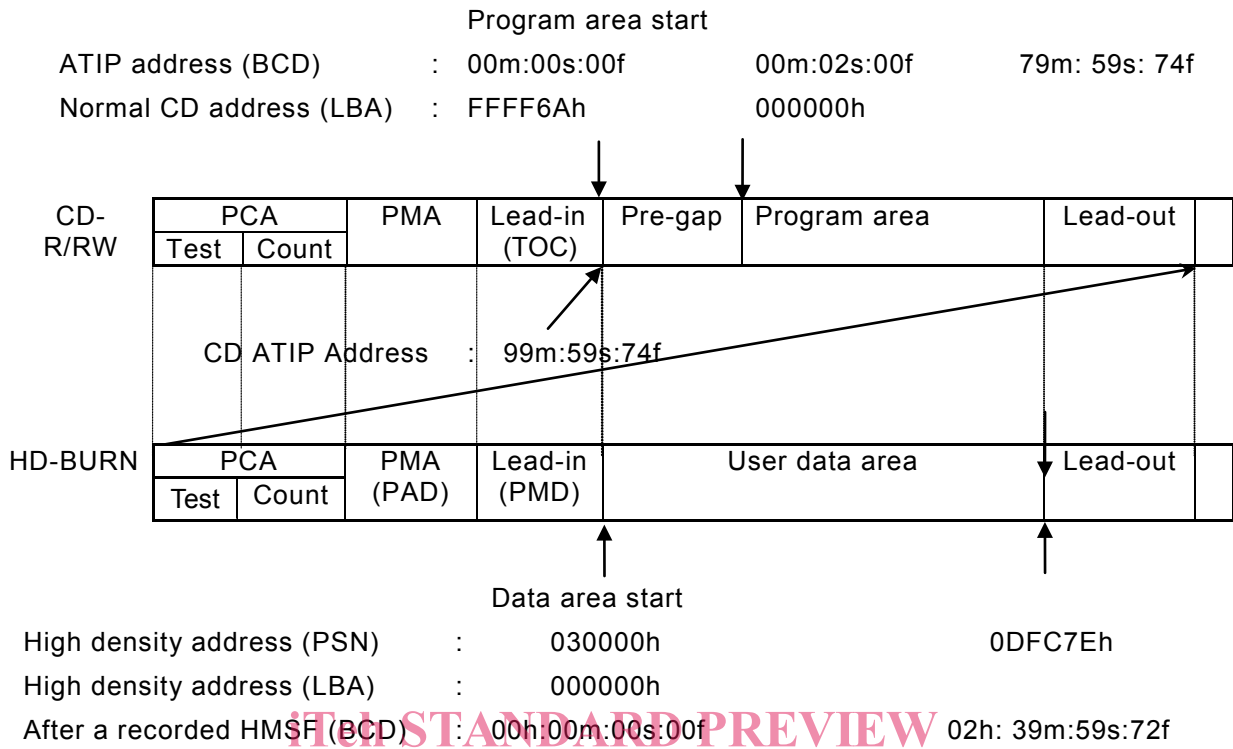 Program area start
ATIP address (BCD) : 00m:00s:00f 00m:02s:00f 79m: 59s: 74f
Normal CD address (LBA) : FFFF6Ah 000000h
CD-R/RW
PCA PMA Lead-in (TOC) Pre-gap Program area Lead-out
Test Count
CD ATIP Address : 99m:59s:74f
HD-BURN PCA PMA (PAD) Lead-in (PMD) User data area Lead-out
Test Count
Data area start
High density address (PSN) : 030000h 0DFC7Eh
High density address (LBA) : 000000h
After a recorded HMSF (BCD) : 00h:00m:00s:00f 02h: 39m:59s:72f
iTeh STANDARD PREVIEW